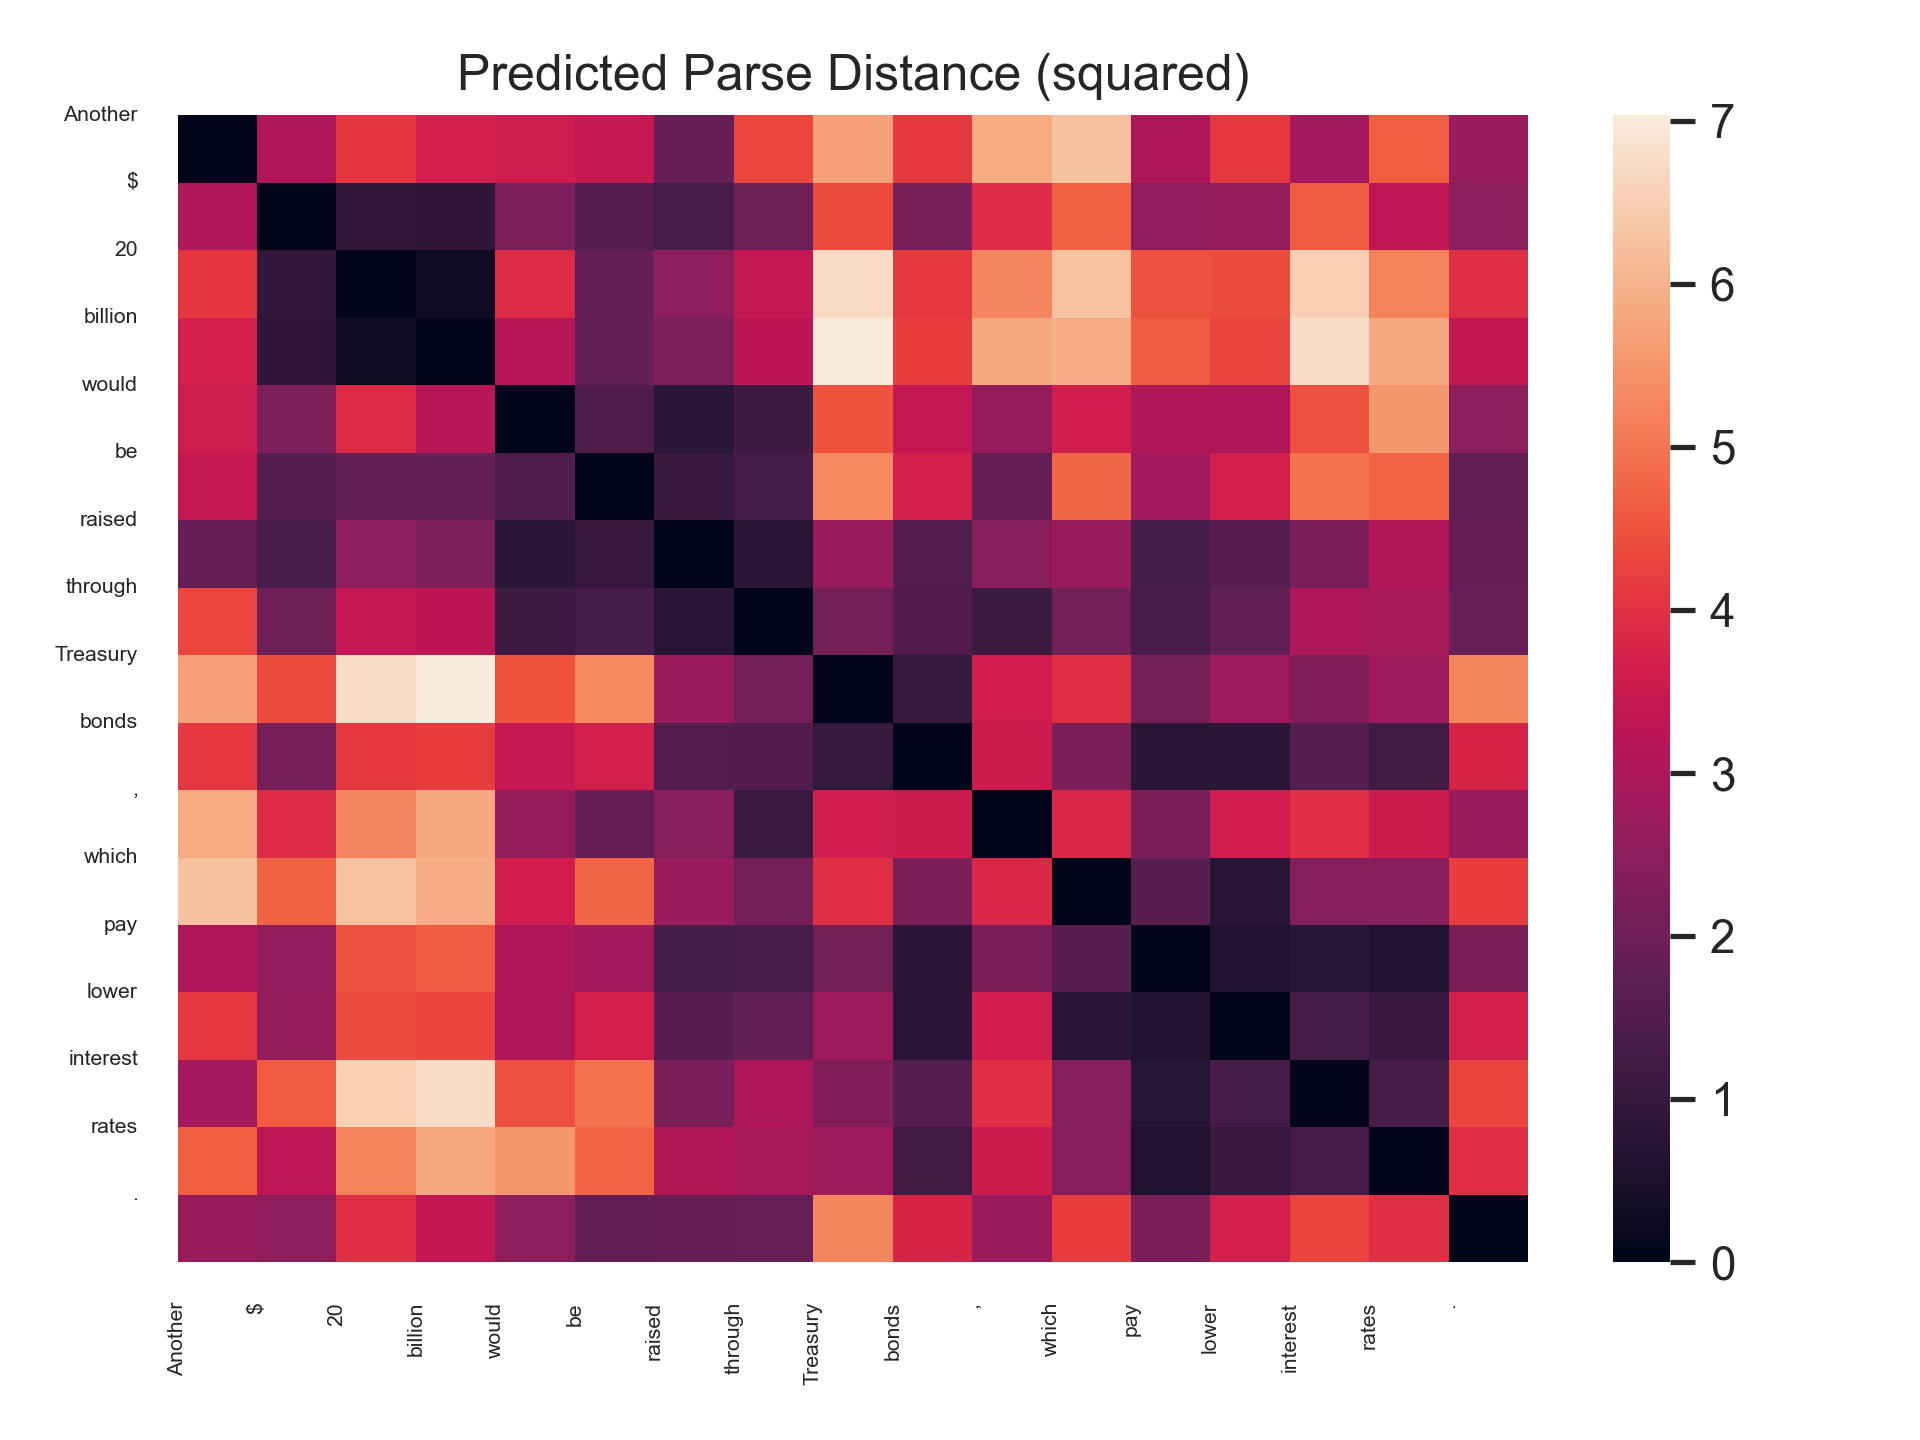 Predicted Parse Distance (squared)
Another
$
20
billion
would
be
raised
through
Treasury
bonds
,
which
pay
lower
interest
rates
.
7
6
5
4
3
2
1
0
Another
$
20
billion
would
be
raised
through
Treasury
bonds
,
which
pay
lower
interest
rates
.